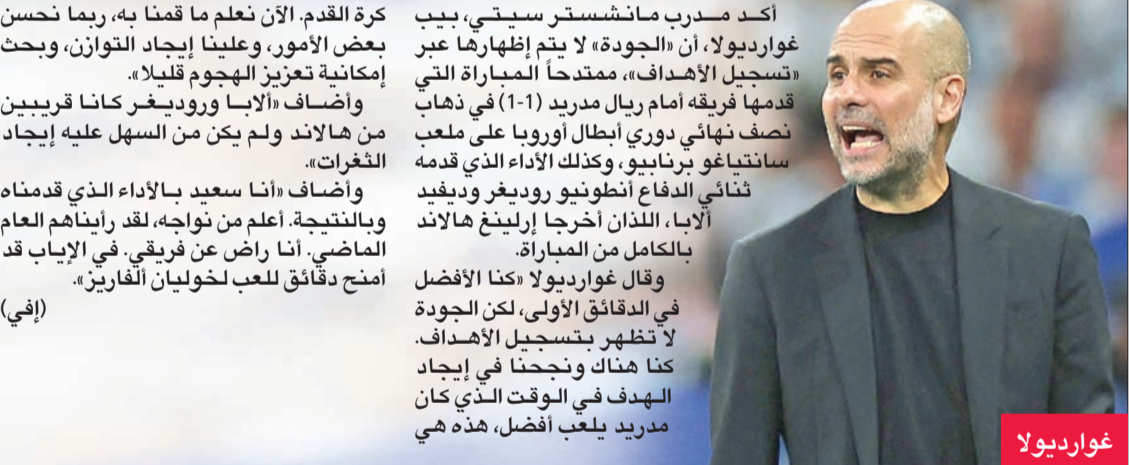 أكد مدرب مانشستر سيتي، بيب
غوارديولا، أن «الجودة» لا يتم إظهارها عبر
«تسجيل الأهداف»، ممتدحاً المباراة التي
قدمها فريقه أمام ريال مدريد (1-1) في ذهاب
نصف نهائي دوري أبطال أوروبا على ملعب
سانتياغو برنابيو، وكذلك الأداء الذي قدمه
ثنائي الدفاع أنطونيو روديغر وديفيد
ألابا، اللذان أخرجا إرلينغ هالاند
بالكامل من المباراة.
وقال غوارديولا «كنا الأفضل
في الدقائق الأولى، لكن الجودة
لا تظهر بتسجيل الأهداف.
كنا هناك ونجحنا في إيجاد
الهدف في الوقت الذي كان
مدريد يلعب أفضل، هذه هي
كرة القدم. الآن نعلم ما قمنا به، ربما نحسن
بعض الأمور، وعلينا إيجاد التوازن، وبحث
إمكانية تعزيز الهجوم قليلا».
وأضاف «ألابا وروديغر كانا قريبين
من هالاند ولم يكن من السهل عليه إيجاد
الثغرات».
وأضاف «أنا سعيد بالأداء الذي قدمناه
وبالنتيجة. أعلم من نواجه، لقد رأيناهم العام
الماضي. أنا راض عن فريقي. في الإياب قد
أمنح دقائق للعب لخوليان ألفاريز».
(إفي)
غوارديولا